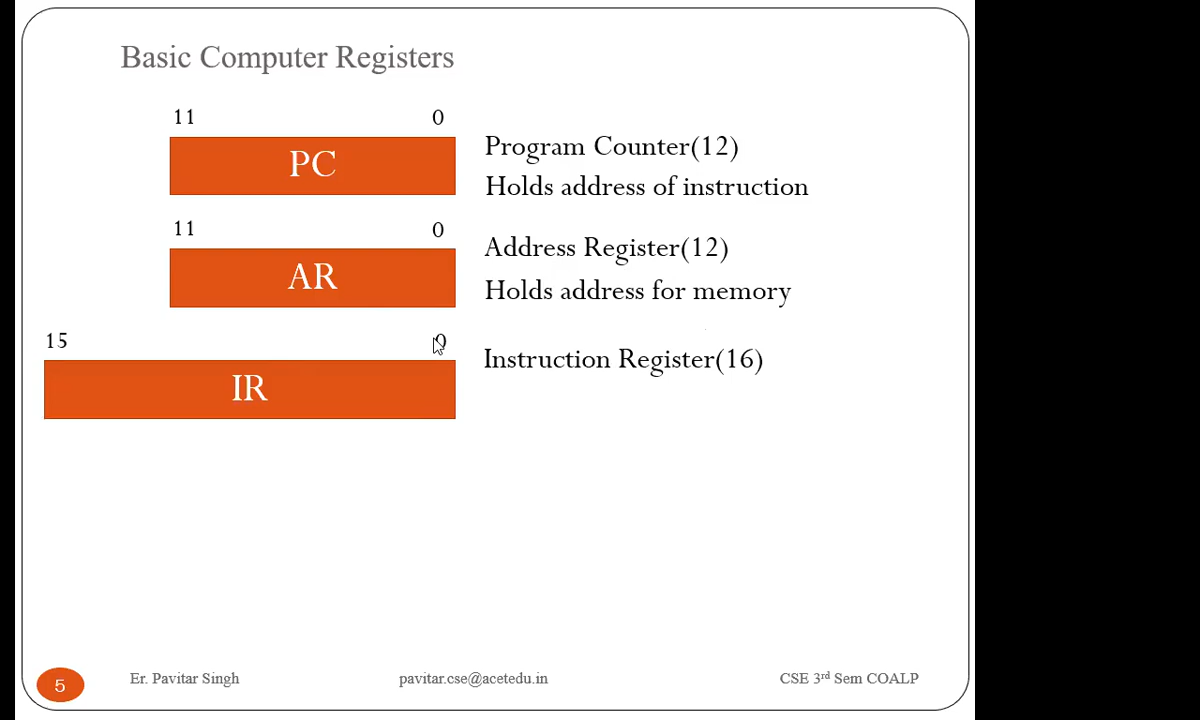 Basic Computer Registers
11 0
PC
Program Counter(12)
Holds address of instruction
11 0
AR
Address Register(12)
Holds address for memory
15 0
IR
Instruction Register(16)
5 Er. Pavitar Singh pavitar.cse@acetedu.in CSE 3rd Sem COALP